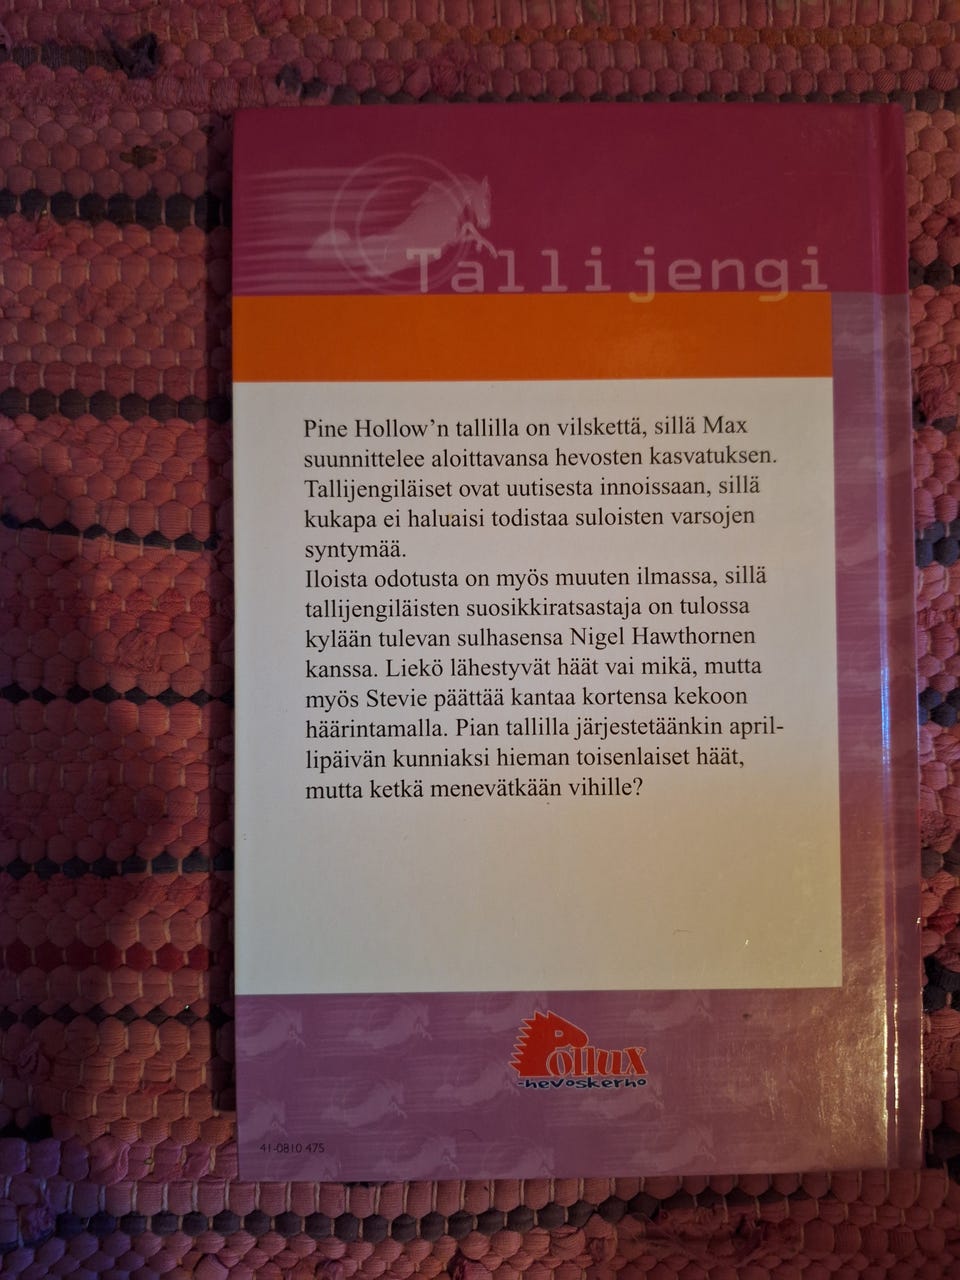 Tallijengi
Pine Hollow’n tallilla on vilskettä, sillä Max
suunnittelee aloittavansa hevosten kasvatuksen.
Tallijengiläiset ovat uutisesta innoissaan, sillä
kukapa ei haluaisi todistaa suloisten varsojen
syntymää.
Iloista odotusta on myös muuten ilmassa, sillä
tallijengiläisten suosikkiratsastaja on tulossa
kylään tulevan sulhasensa Nigel Hawthornen
kanssa. Liekö lähestyvät häät vai mikä, mutta
myös Stevie päättää kantaa kortensa kekoon
häärintamalla. Pian tallilla järjestetäänkin april-
lipäivän kunniaksi hieman toisenlaiset häät,
mutta ketkä menevätkään vihille?
Pollux
-hevoskerho
41-0810 475